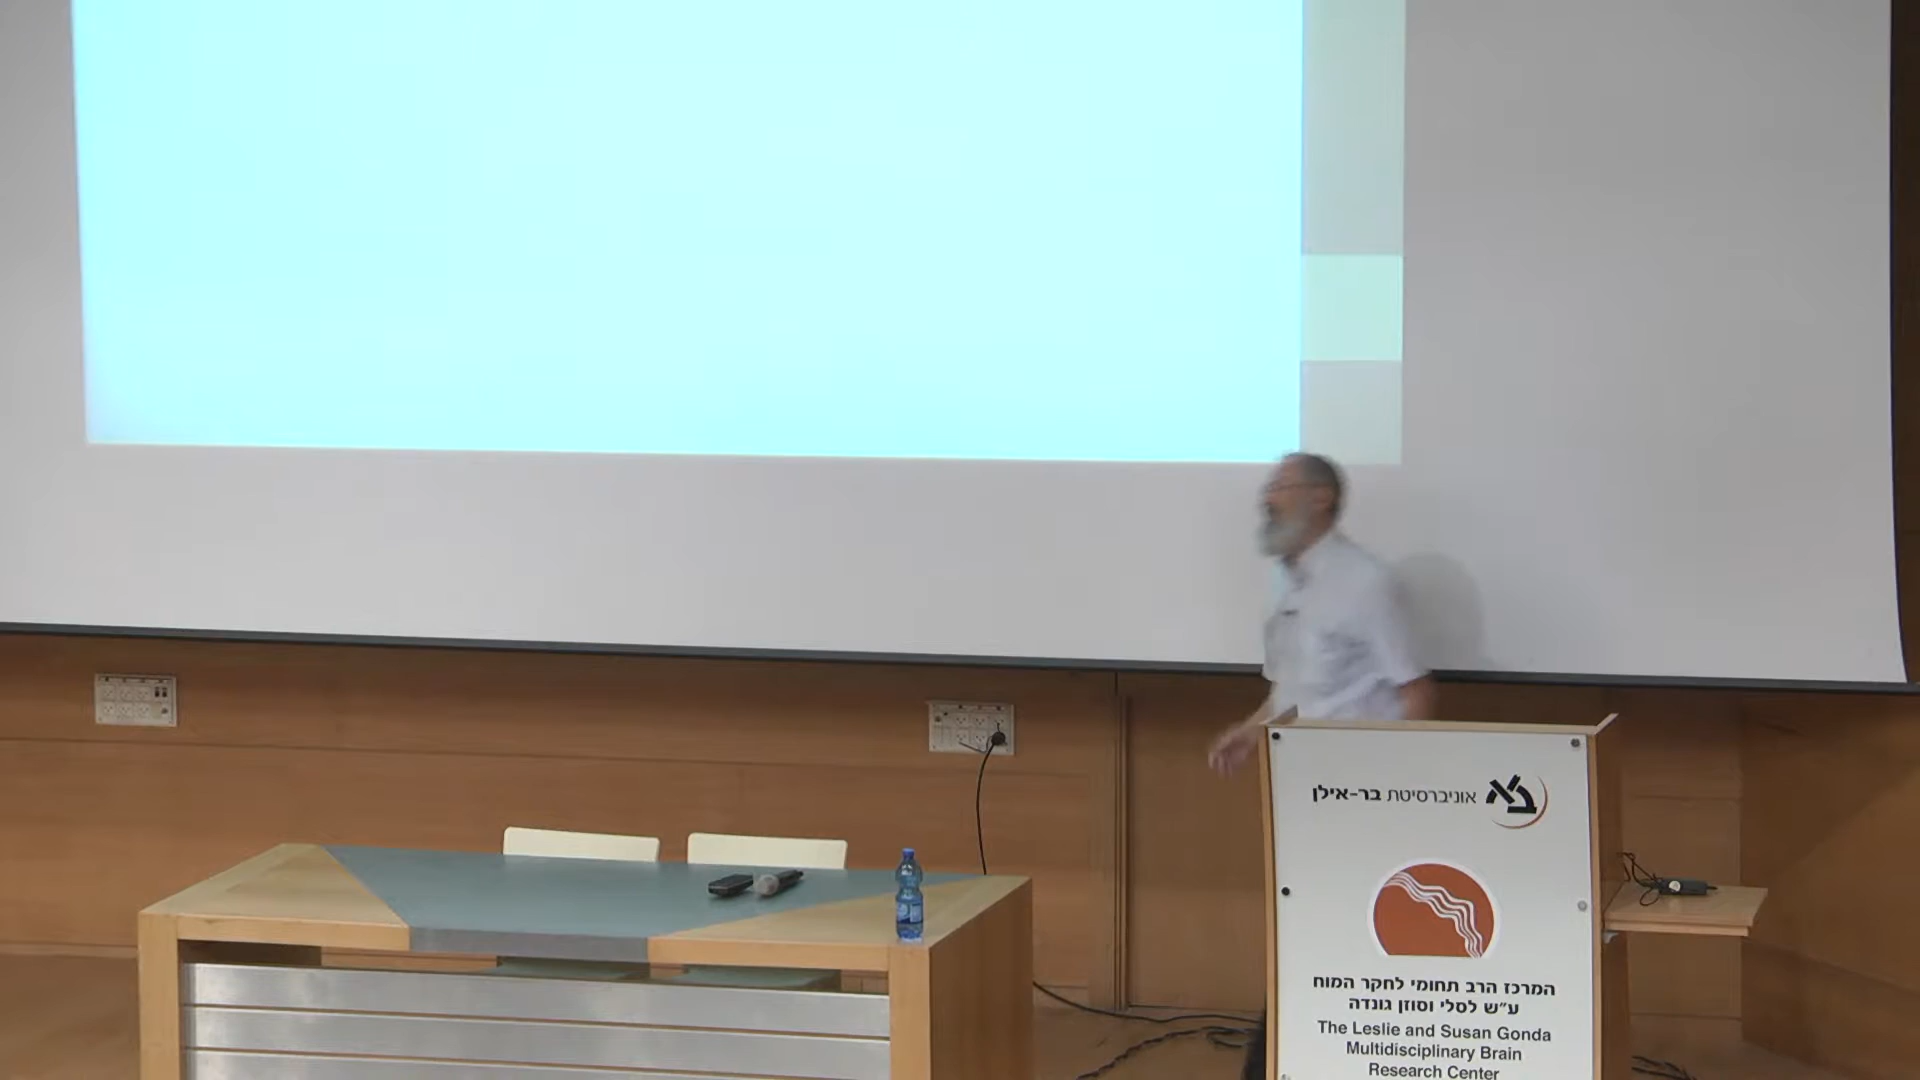 אוניברסיטת בר-אילן
המרכז הרב תחומי לחקר המוח
ע״ש לסלי וסוזן גונדה
The Leslie and Susan Gonda
Multidisciplinary Brain
Research Center